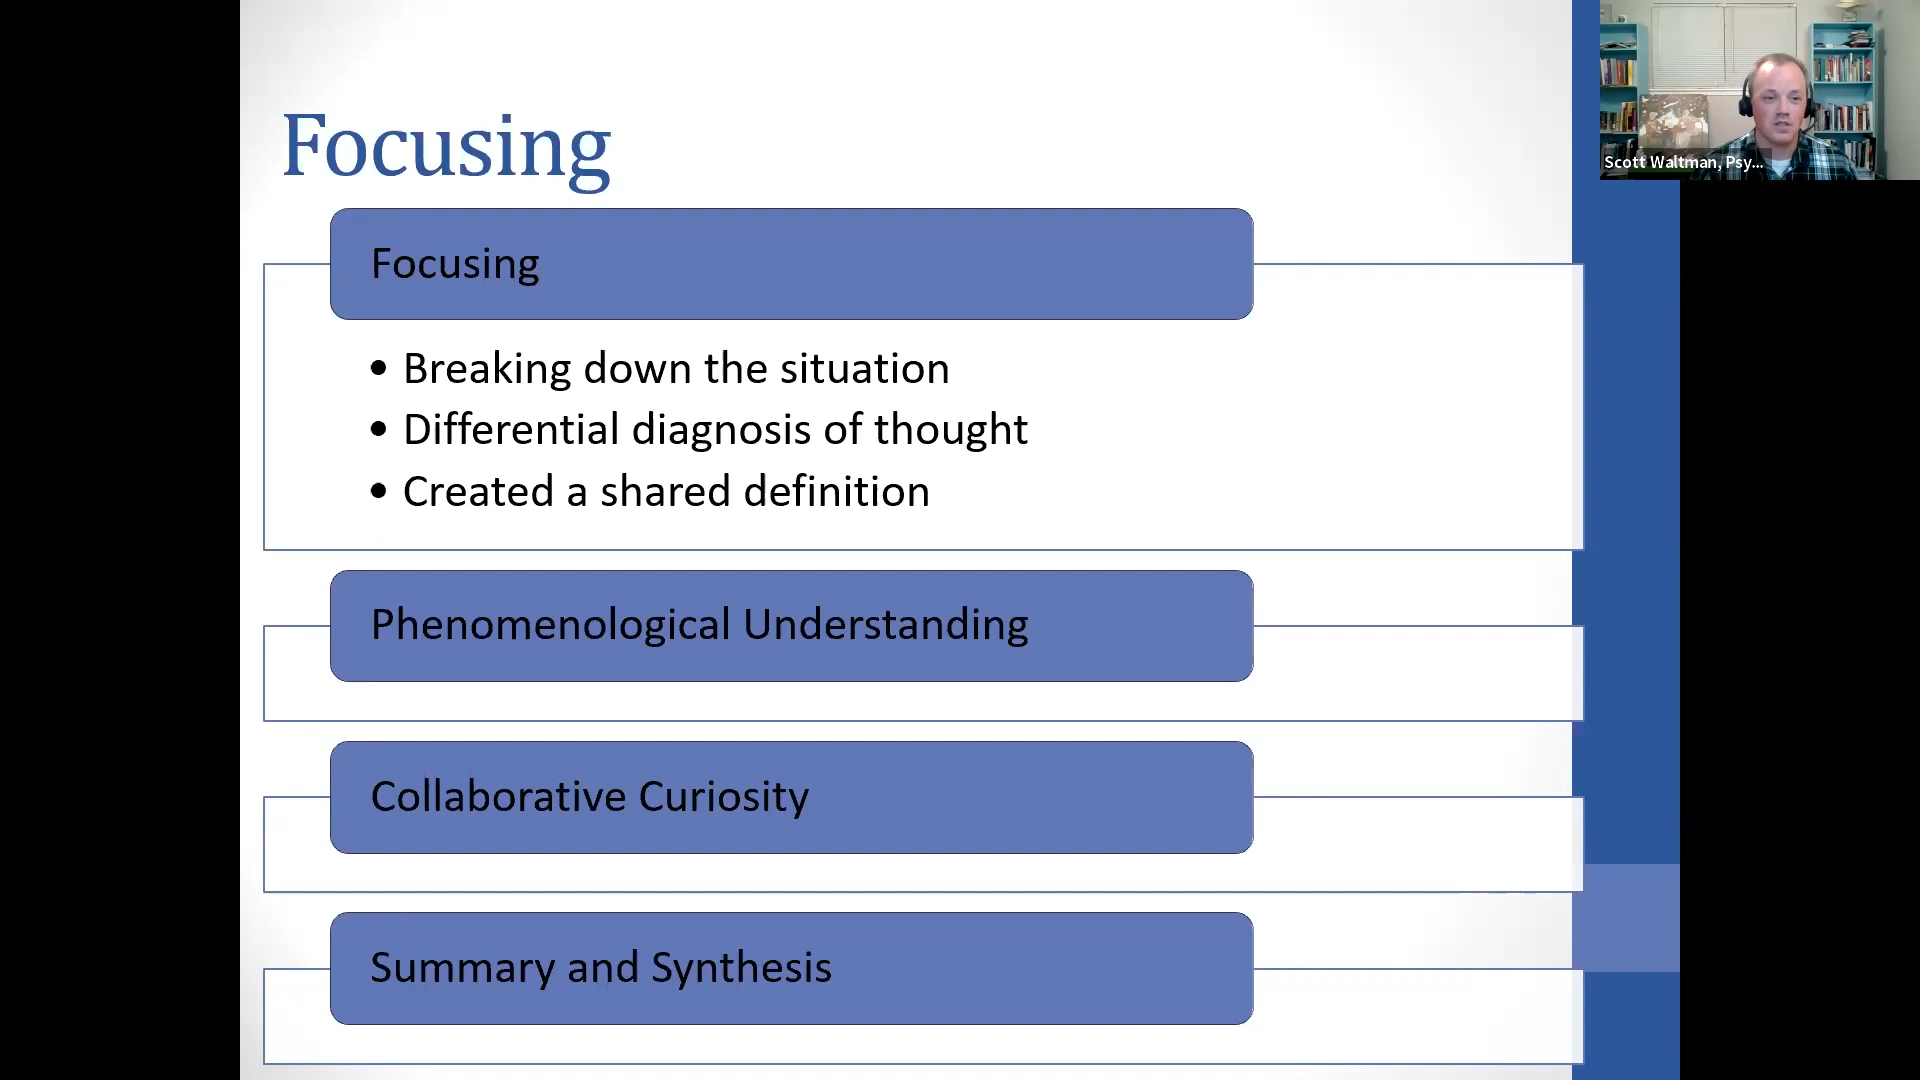 Focusing
Focusing
• Breaking down the situation
• Differential diagnosis of thought
• Created a shared definition
Phenomenological Understanding
Collaborative Curiosity
Summary and Synthesis
Scott Waltman, Psy...